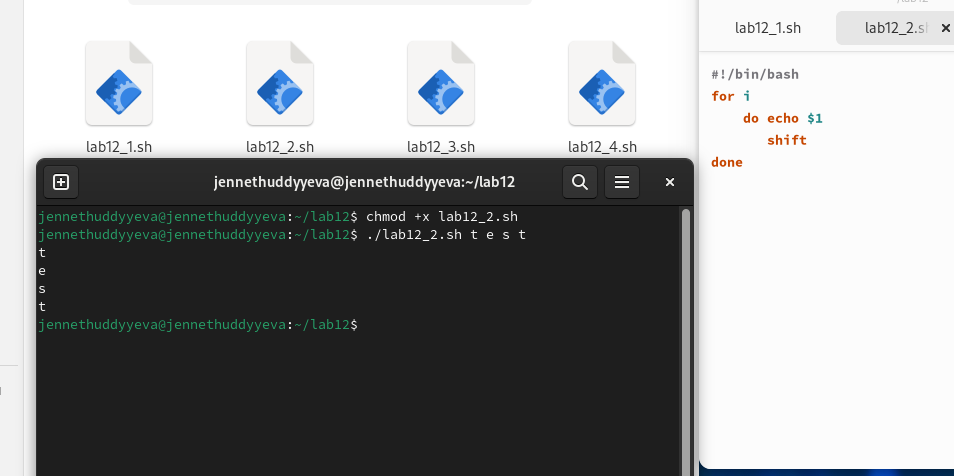 lab12_1.sh lab12_2.sh lab12_3.sh lab12_4.sh
jennethuddyyeva@jennethuddyyeva:~/lab12
jennethuddyyeva@jennethuddyyeva:~/lab12$ chmod +x lab12_2.sh
jennethuddyyeva@jennethuddyyeva:~/lab12$ ./lab12_2.sh t e s t
t
e
s
t
jennethuddyyeva@jennethuddyyeva:~/lab12$
lab12_1.sh lab12_2.sh
#!/bin/bash
for i
    do echo $1
       shift
done